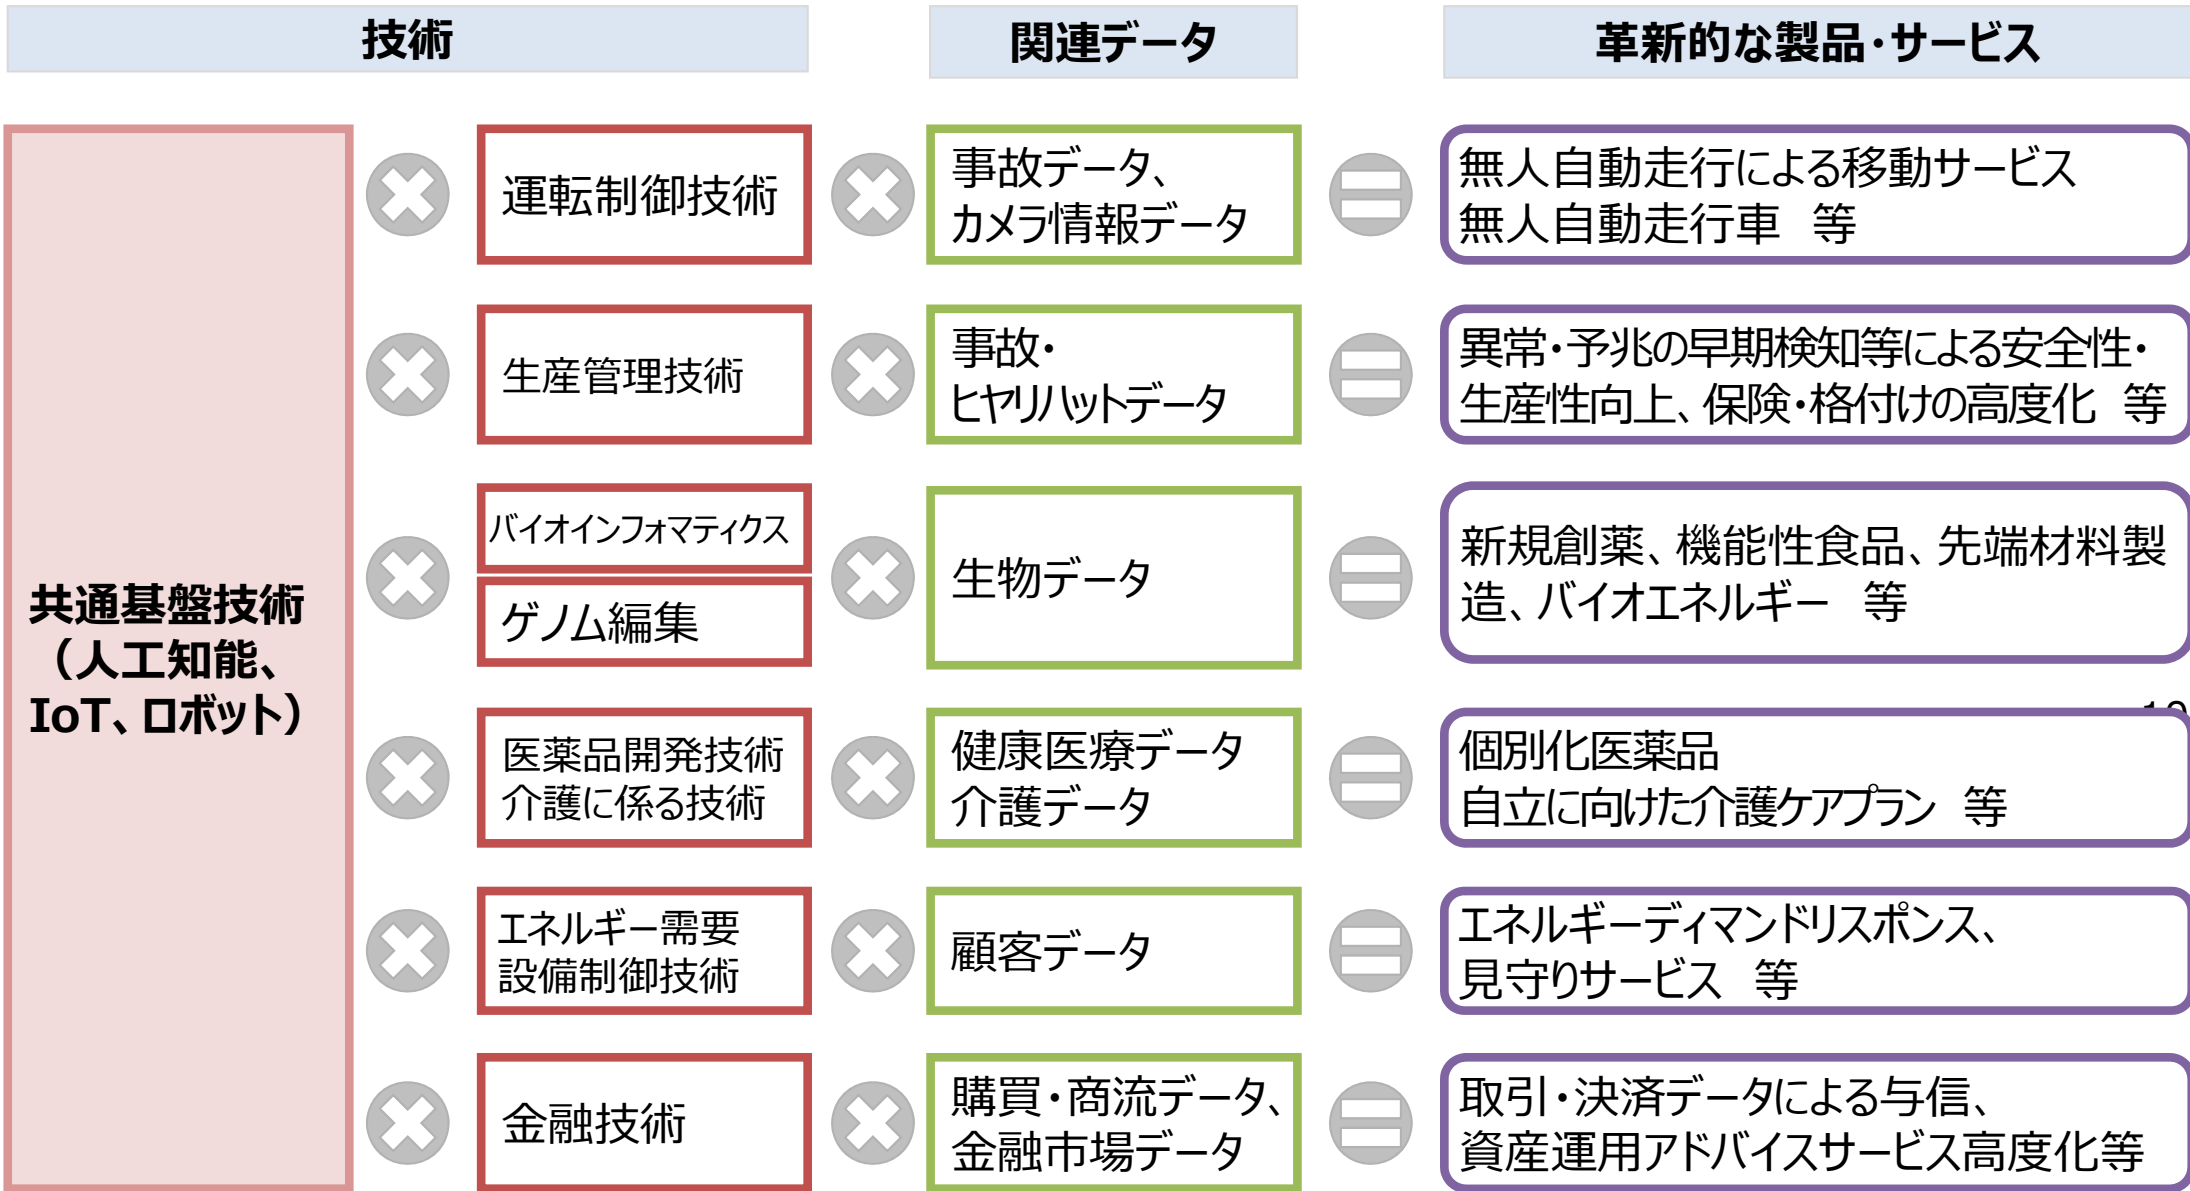 技術
関連データ
革新的な製品・サービス
共通基盤技術
（人工知能、
IoT、ロボット）
運転制御技術
事故データ、
カメラ情報データ
無人自動走行による移動サービス
無人自動走行車　等
生産管理技術
事故・
ヒヤリハットデータ
異常・予兆の早期検知等による安全性・
生産性向上、保険・格付けの高度化　等
バイオインフォマティクス
ゲノム編集
生物データ
新規創薬、機能性食品、先端材料製
造、バイオエネルギー　等
医薬品開発技術
介護に係る技術
健康医療データ
介護データ
個別化医薬品
自立に向けた介護ケアプラン　等
エネルギー需要
設備制御技術
顧客データ
エネルギーディマンドリスポンス、
見守りサービス　等
金融技術
購買・商流データ、
金融市場データ
取引・決済データによる与信、
資産運用アドバイスサービス高度化等